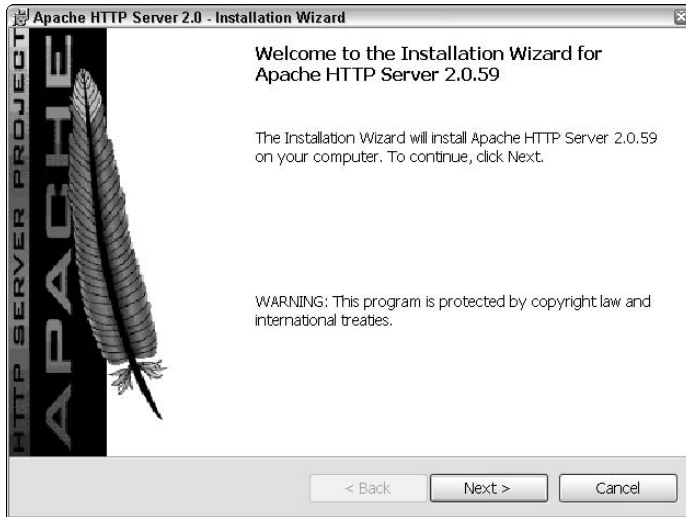 Apache HTTP Server 2.0 - Installation Wizard
HTTP SERVER PROJECT
APACHE
Welcome to the Installation Wizard for
Apache HTTP Server 2.0.59
The Installation Wizard will install Apache HTTP Server 2.0.59
on your computer. To continue, click Next.
WARNING: This program is protected by copyright law and
international treaties.
< Back
Next >
Cancel